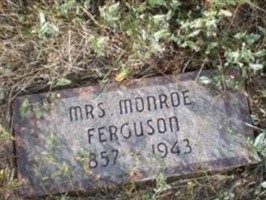 MRS. MONROE
FERGUSON
857 - 1943